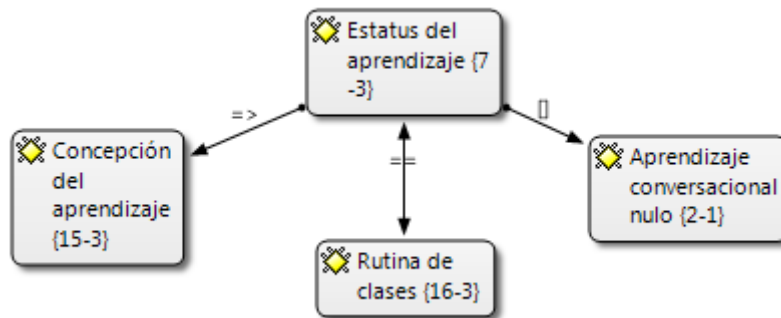 Estatus del
aprendizaje {7
-3}
=>
[]
Concepción
del
aprendizaje
{15-3}
==
Aprendizaje
conversacional
nulo {2-1}
Rutina de
clases {16-3}